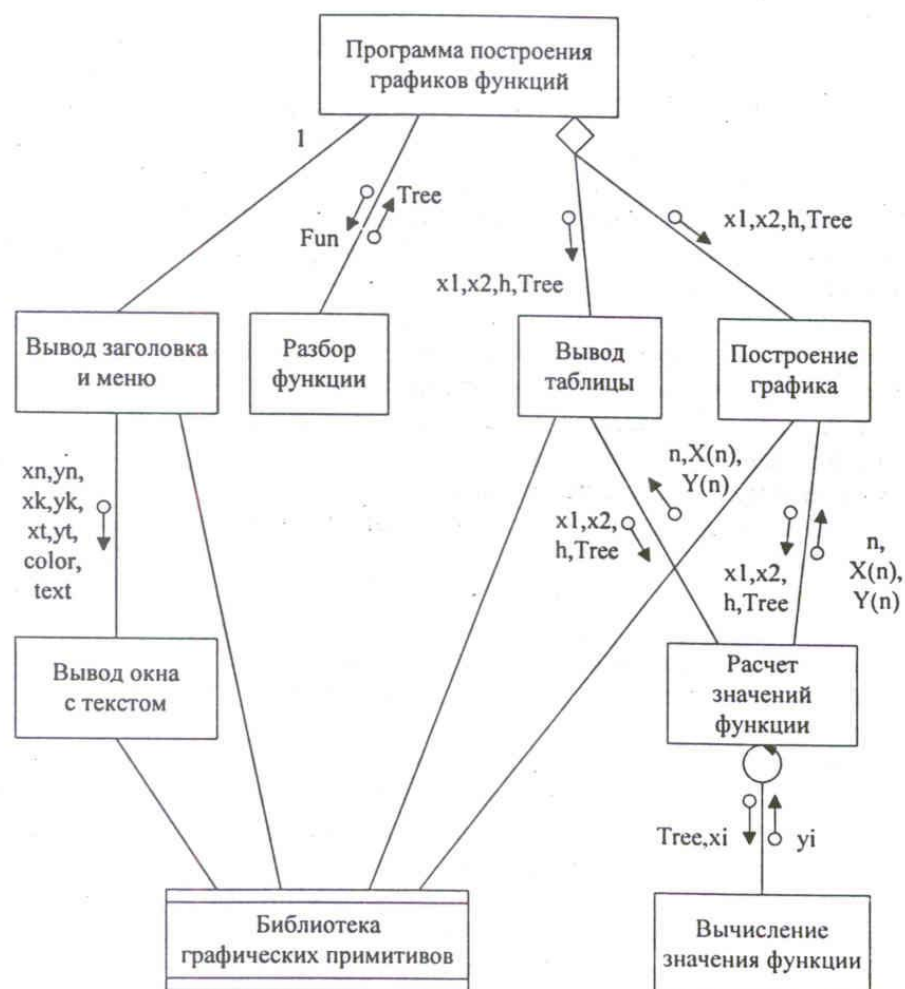 Программа построения
графиков функций
1
Tree
Fun
x1,x2,h,Tree
x1,x2,h,Tree
Вывод заголовка
и меню
Разбор
функции
Вывод
таблицы
Построение
графика
xn,yn,
xk,yk,
xt,yt,
color,
text
n,X(n),
Y(n)
x1,x2,
h,Tree
x1,x2,
h,Tree
n,
X(n),
Y(n)
Вывод окна
с текстом
Расчет
значений
функции
Tree,xi
yi
Библиотека
графических примитивов
Вычисление
значения функции